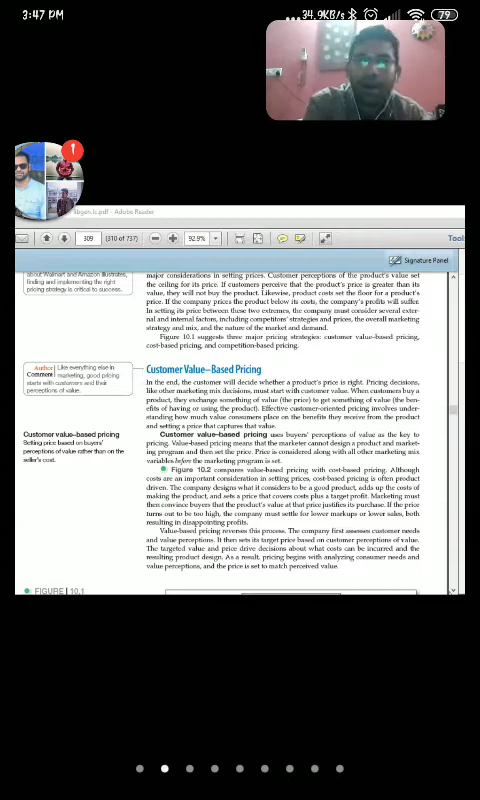 3:47 PM
...34.9KB/s
79
- Adobe Reader
309
(310 of 737)
92.9%
Tool
Signature Panel
about Walmart and Amazon illustrates,
finding and implementing the right
pricing strategy is critical to success.
major considerations in setting prices. Customer perceptions of the product's value set
the ceiling for its price. If customers perceive that the product's price is greater than its
value, they will not buy the product. Likewise, product costs set the floor for a product's
price. If the company prices the product below its costs, the company's profits will suffer.
In setting its price between these two extremes, the company must consider several exter-
nal and internal factors, including competitors' strategies and prices, the overall marketing
strategy and mix, and the nature of the market and demand.
Figure 10.1 suggests three major pricing strategies: customer value-based pricing,
cost-based pricing, and competition-based pricing.
Author Comment
Like everything else in
marketing, good pricing
starts with customers and their
perceptions of value.
Customer Value–Based Pricing
In the end, the customer will decide whether a product's price is right. Pricing decisions,
like other marketing mix decisions, must start with customer value. When customers buy a
product, they exchange something of value (the price) to get something of value (the ben-
efits of having or using the product). Effective customer-oriented pricing involves under-
standing how much value consumers place on the benefits they receive from the product
and setting a price that captures that value.
Customer value–based pricing
Setting price based on buyers'
perceptions of value rather than on the
seller's cost.
Customer value–based pricing uses buyers' perceptions of value as the key to
pricing. Value-based pricing means that the marketer cannot design a product and market-
ing program and then set the price. Price is considered along with all other marketing mix
variables before the marketing program is set.
Figure 10.2 compares value-based pricing with cost-based pricing. Although
costs are an important consideration in setting prices, cost-based pricing is often product
driven. The company designs what it considers to be a good product, adds up the costs of
making the product, and sets a price that covers costs plus a target profit. Marketing must
then convince buyers that the product's value at that price justifies its purchase. If the price
turns out to be too high, the company must settle for lower markups or lower sales, both
resulting in disappointing profits.
Value-based pricing reverses this process. The company first assesses customer needs
and value perceptions. It then sets its target price based on customer perceptions of value.
The targeted value and price drive decisions about what costs can be incurred and the
resulting product design. As a result, pricing begins with analyzing consumer needs and
value perceptions, and the price is set to match perceived value.
FIGURE | 10.1